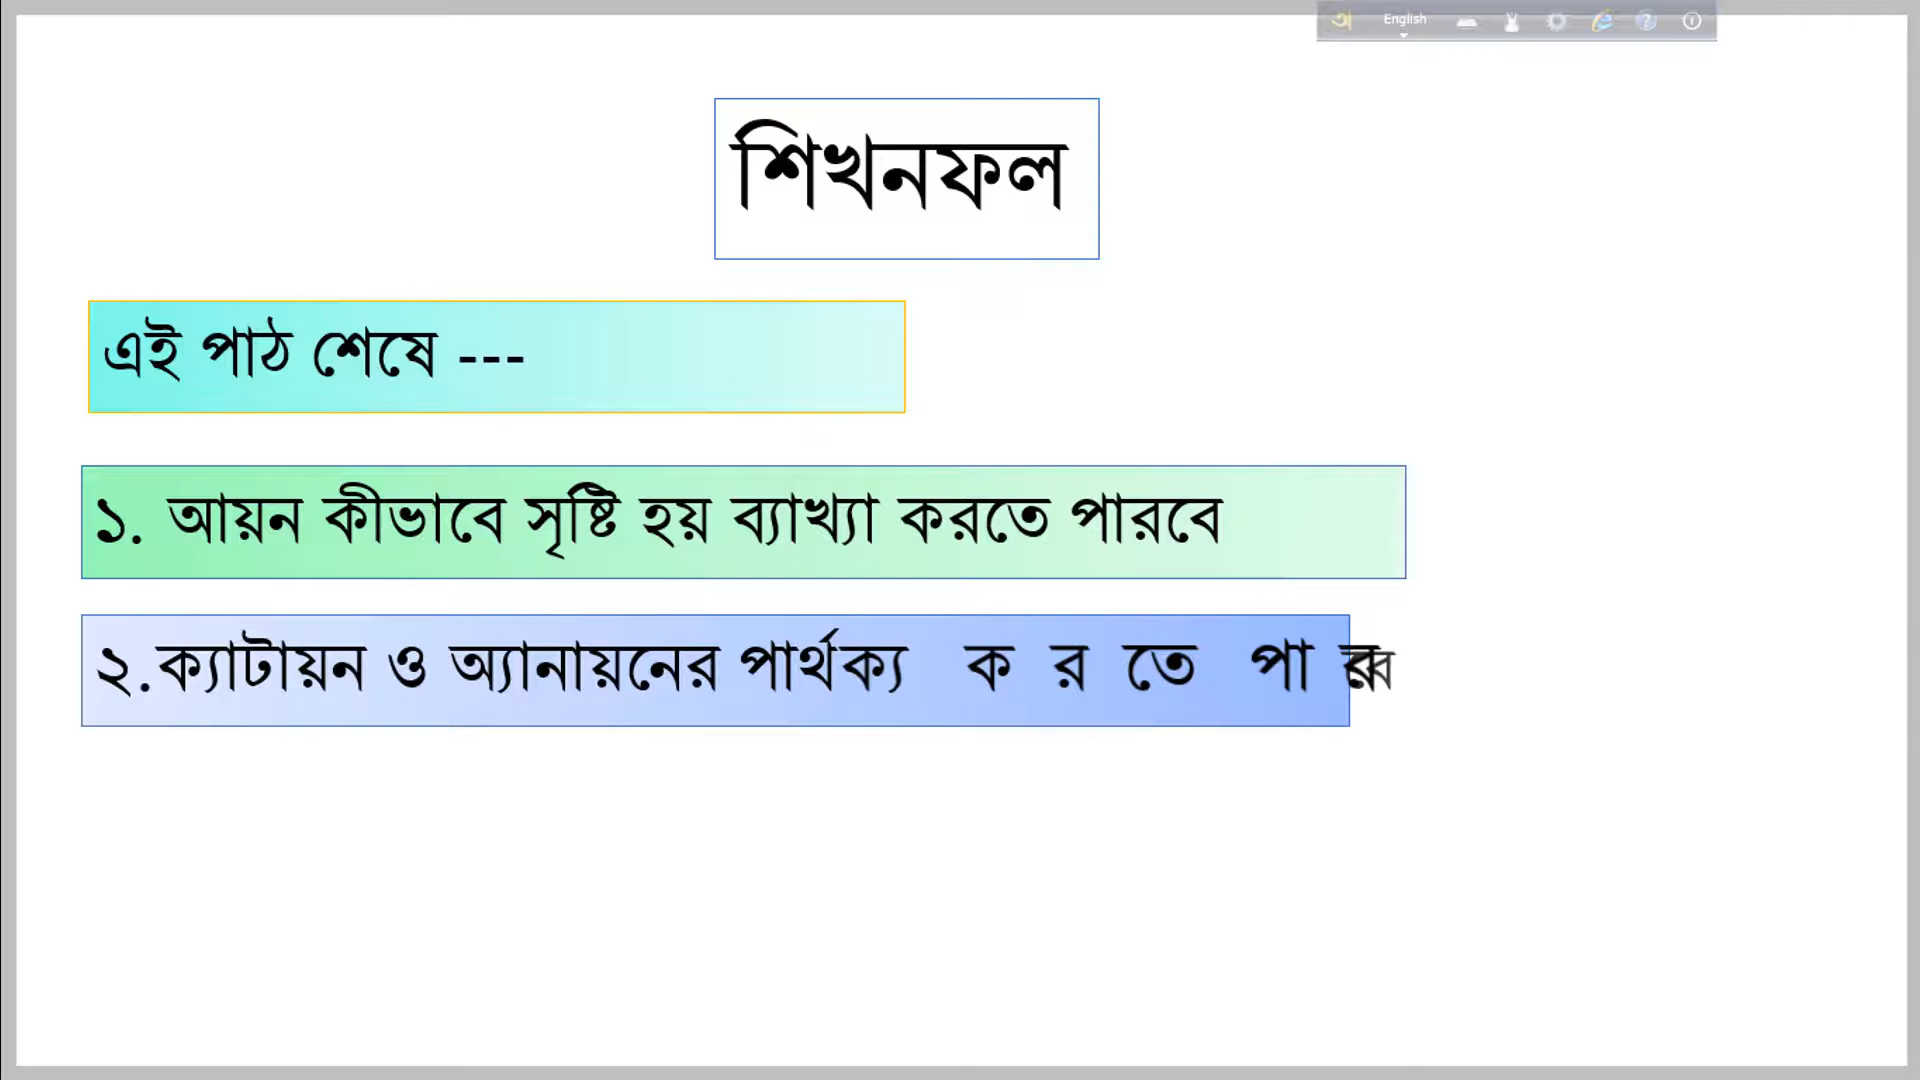 English
শিখনফল
এই পাঠ শেষে ---
১. আয়ন কীভাবে সৃষ্টি হয় ব্যাখ্যা করতে পারবে
২.ক্যাটায়ন ও অ্যানায়নের পার্থক্য ক র তে পা